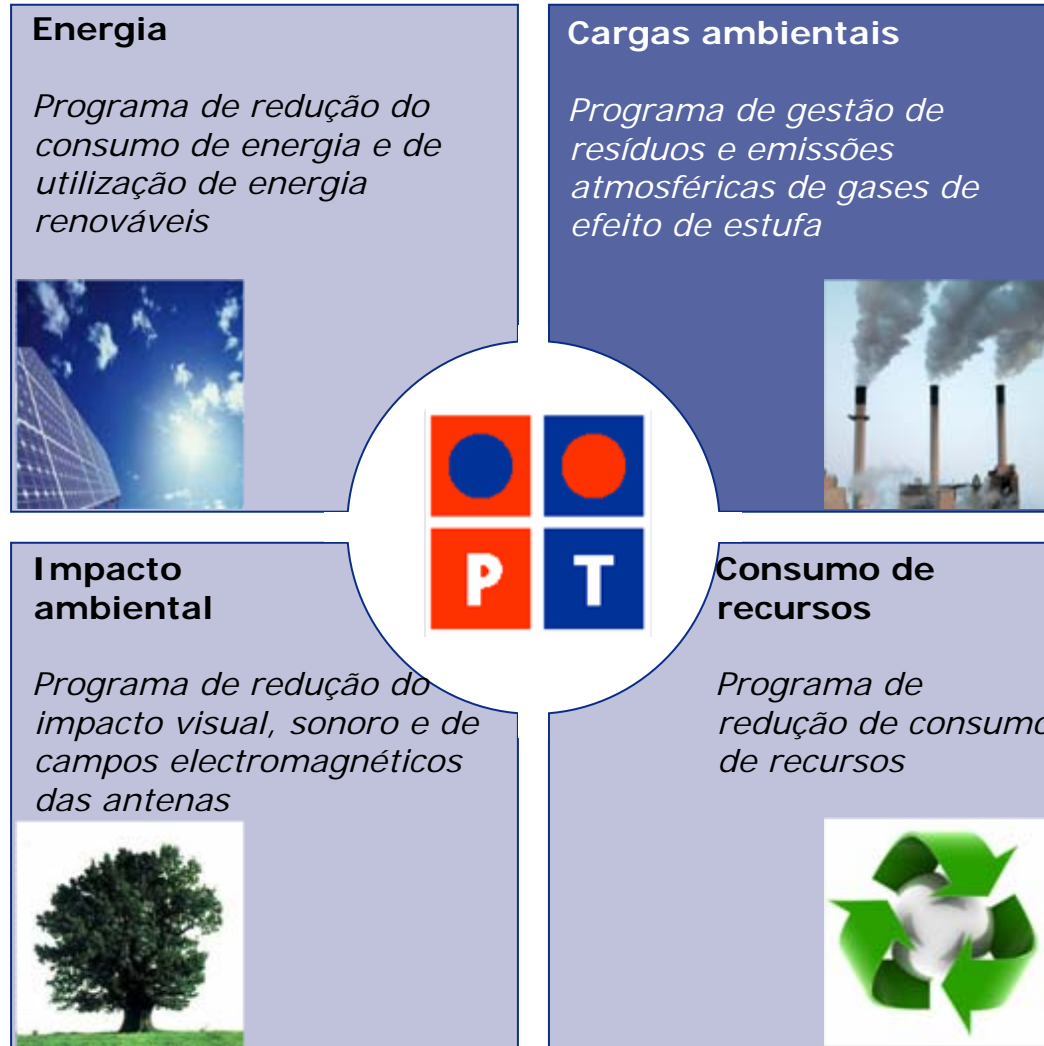 Energia
Programa de redução do
consumo de energia e de
utilização de energia
renováveis
Cargas ambientais
Programa de gestão de
resíduos e emissões
atmosféricas de gases de
efeito de estufa
P T
Impacto
ambiental
Programa de redução do
impacto visual, sonoro e de
campos electromagnéticos
das antenas
Consumo de
recursos
Programa de
redução de consumo
de recursos